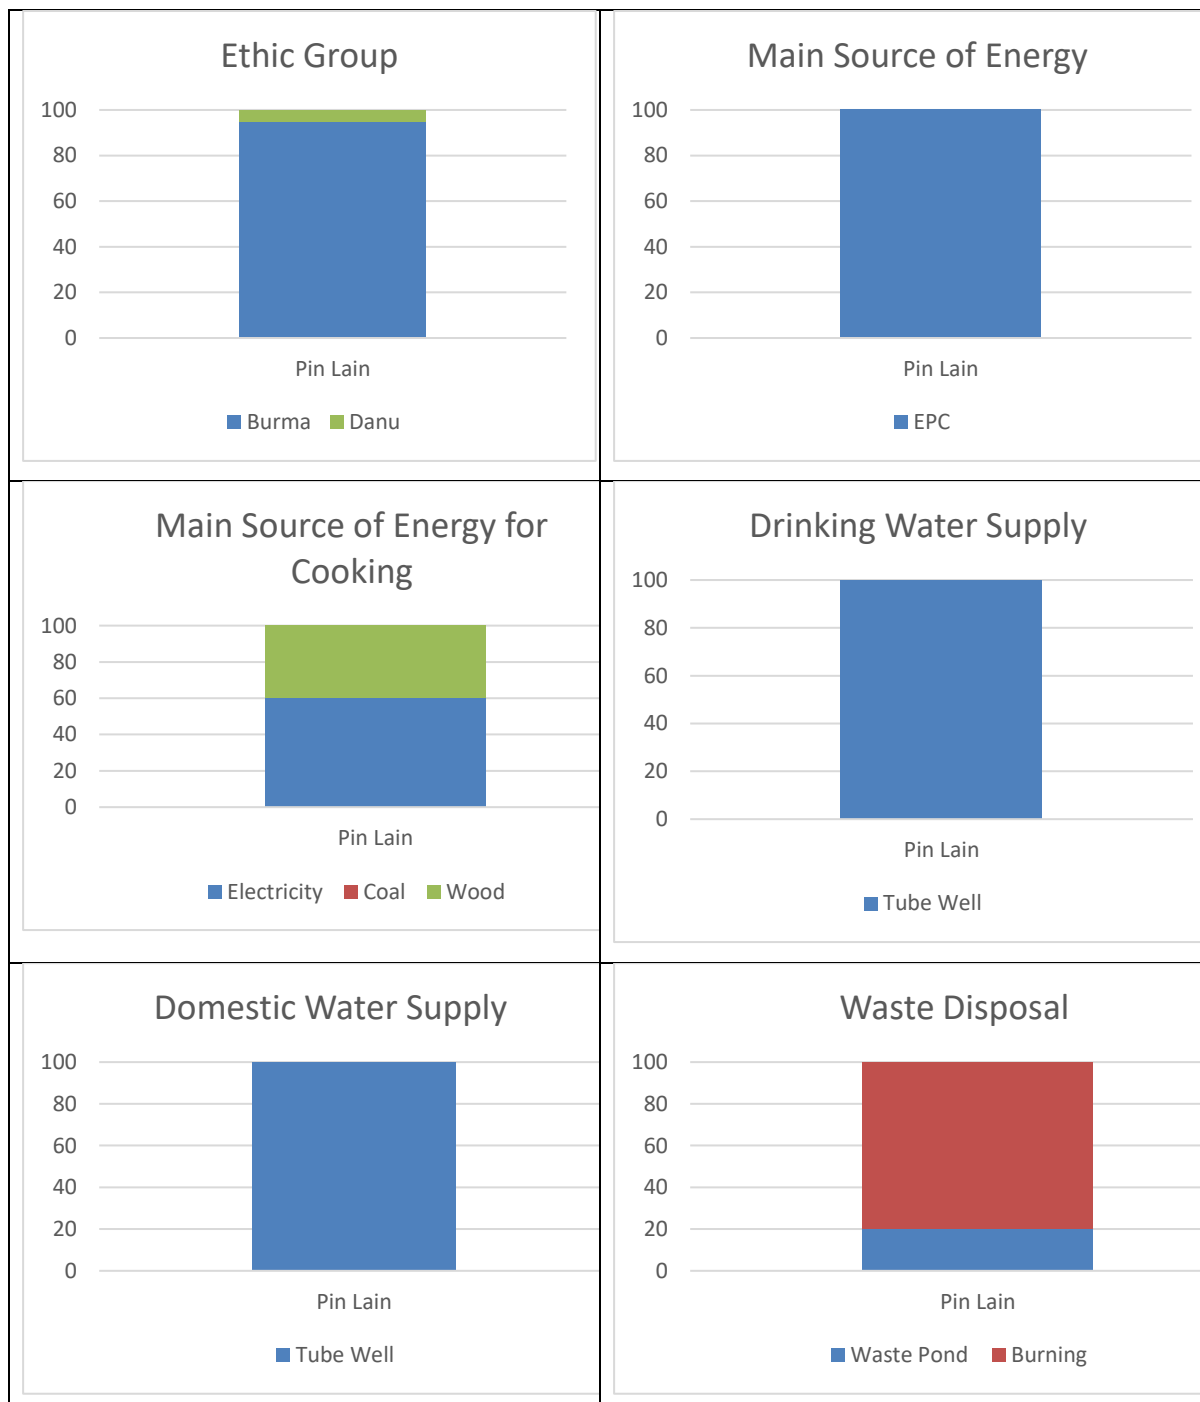 Ethic Group
100
80
60
40
20
0
Pin Lain
Burma Danu
Main Source of Energy
100
80
60
40
20
0
Pin Lain
EPC
Main Source of Energy for
Cooking
100
80
60
40
20
0
Pin Lain
Electricity Coal Wood
Drinking Water Supply
100
80
60
40
20
0
Pin Lain
Tube Well
Domestic Water Supply
100
80
60
40
20
0
Pin Lain
Tube Well
Waste Disposal
100
80
60
40
20
0
Pin Lain
Waste Pond Burning